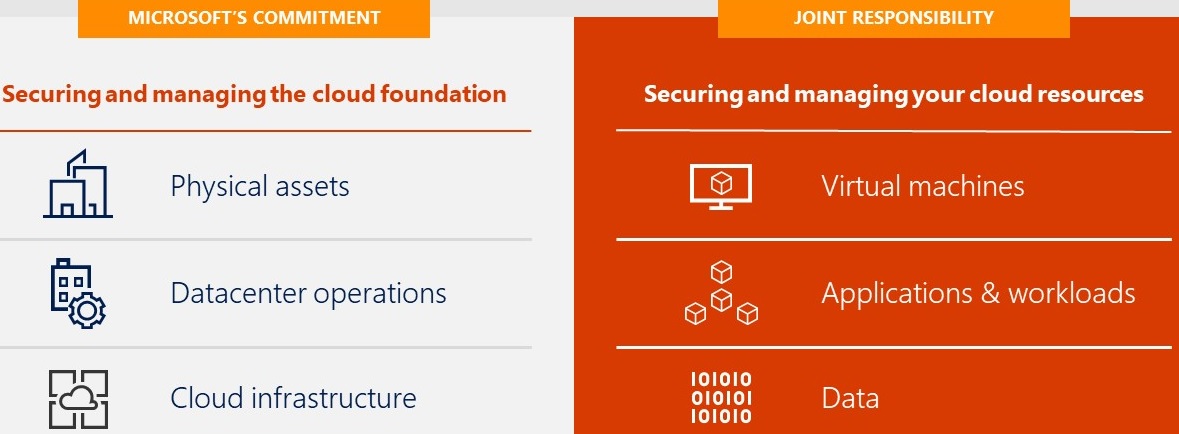 MICROSOFT'S COMMITMENT
Securing and managing the cloud foundation
Physical assets
Datacenter operations
Cloud infrastructure
JOINT RESPONSIBILITY
Securing and managing your cloud resources
Virtual machines
Applications & workloads
101010
010101
101010
Data